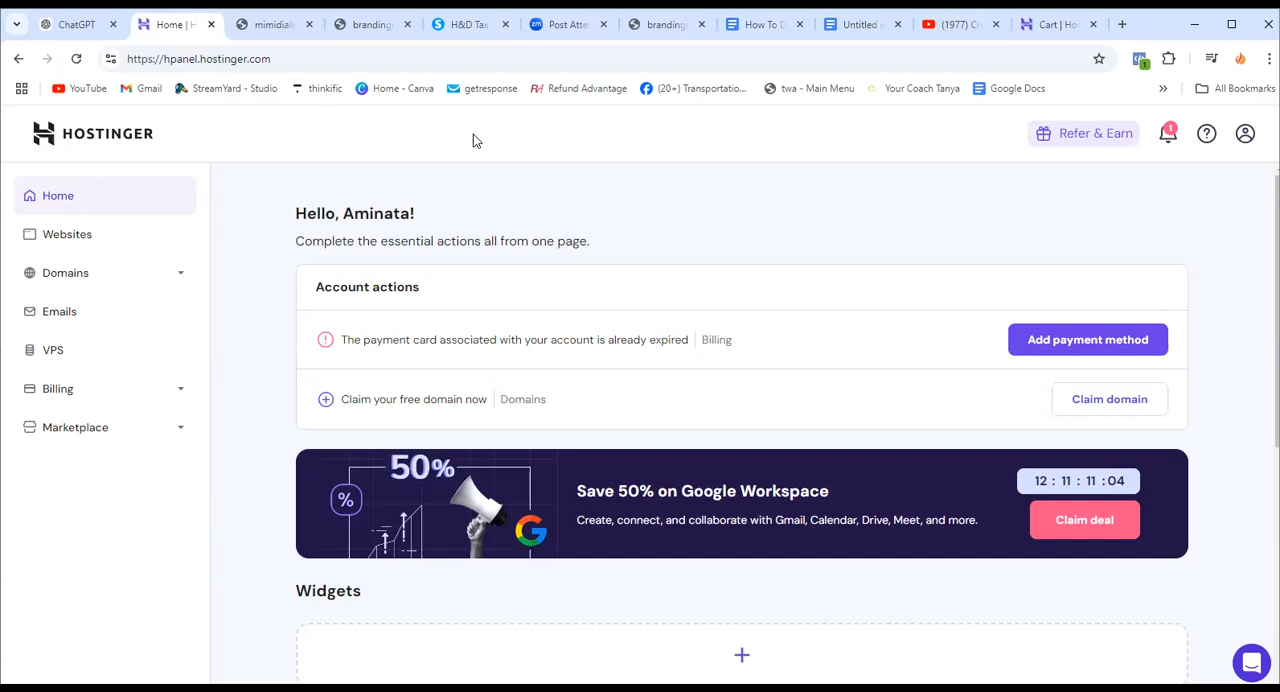 ChatGPT
Home | H
mimidiall
branding
H&D Tax
Post Atte
branding
How To D
Untitled
(1977) Cr
Cart | Ho
https://hpanel.hostinger.com
1
YouTube
Gmail
StreamYard - Studio
thinkific
Home - Canva
getresponse
Refund Advantage
(20+) Transportatio...
twa - Main Menu
Your Coach Tanya
Google Docs
All Bookmarks
HOSTINGER
Refer & Earn
1
Home
Websites
Domains
Emails
VPS
Billing
Marketplace
Hello, Aminata!
Complete the essential actions all from one page.
Account actions
The payment card associated with your account is already expired
Billing
Add payment method
Claim your free domain now
Domains
Claim domain
50%
%
Save 50% on Google Workspace
Create, connect, and collaborate with Gmail, Calendar, Drive, Meet, and more.
12 : 11 : 11 : 04
Claim deal
Widgets